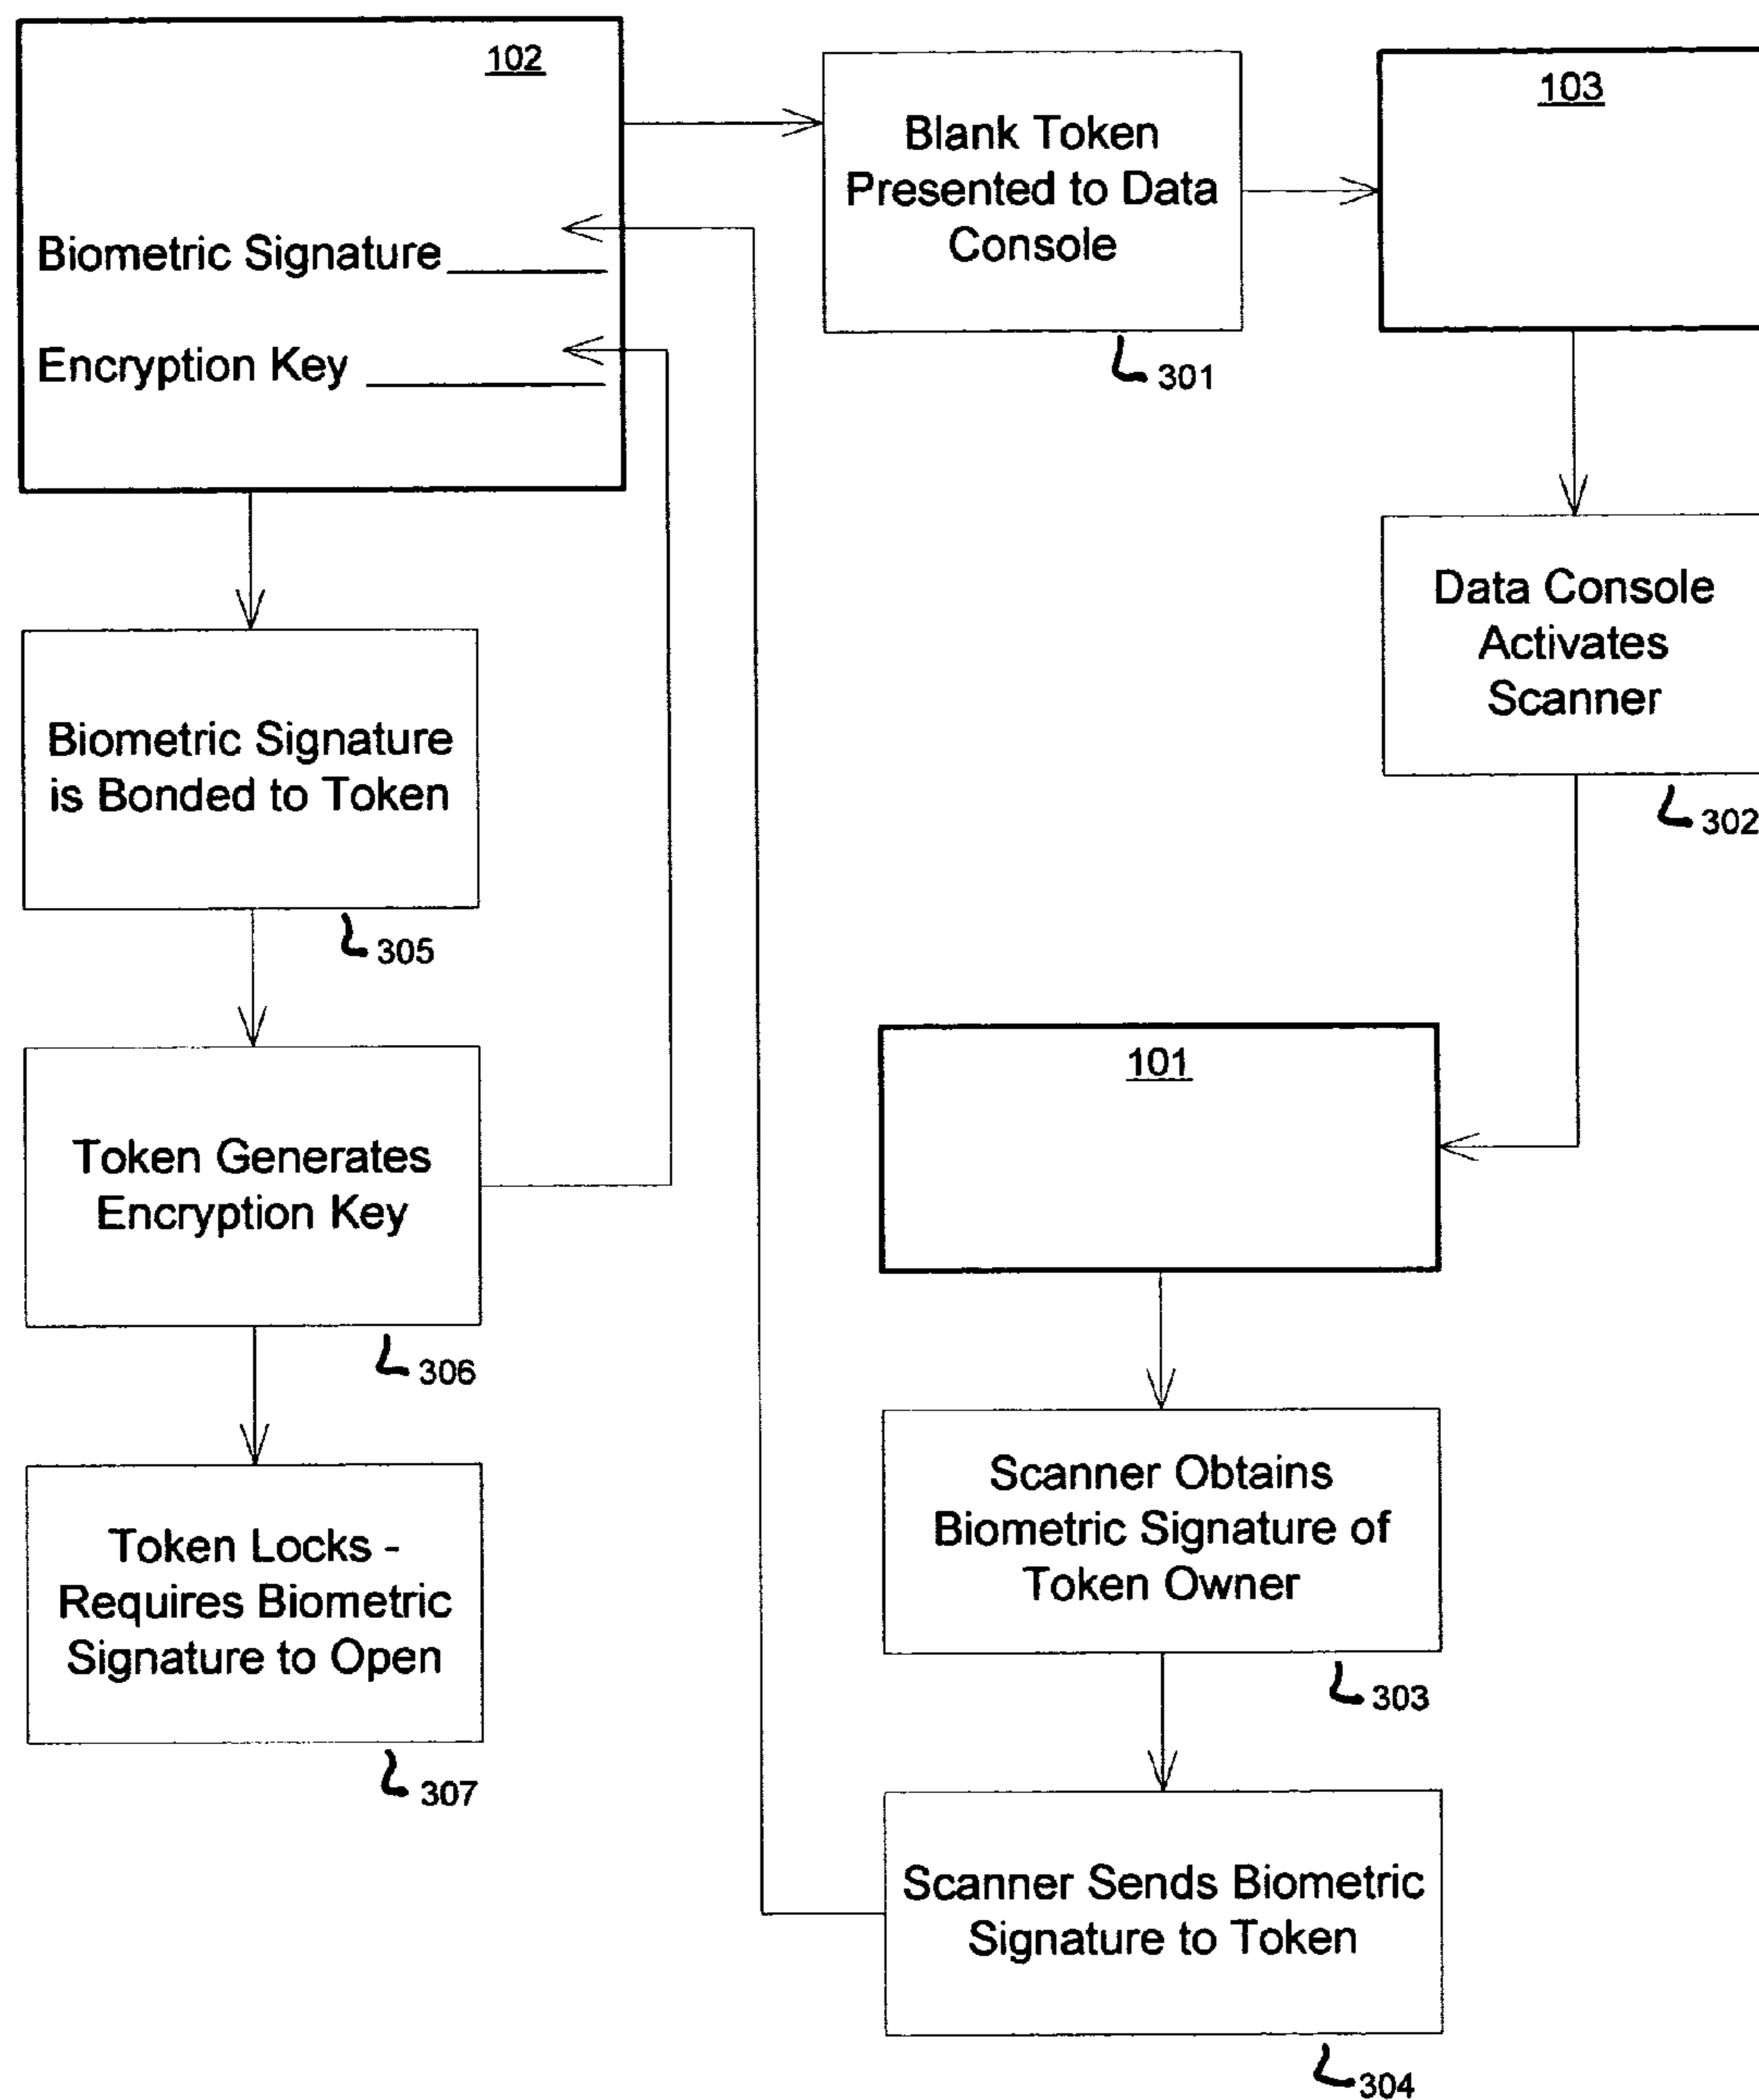 102
Biometric Signature
Encryption Key
Blank Token
Presented to Data
Console
301
103
Data Console
Activates
Scanner
302
101
Scanner Obtains
Biometric Signature of
Token Owner
303
Scanner Sends Biometric
Signature to Token
304
Biometric Signature
is Bonded to Token
305
Token Generates
Encryption Key
306
Token Locks -
Requires Biometric
Signature to Open
307